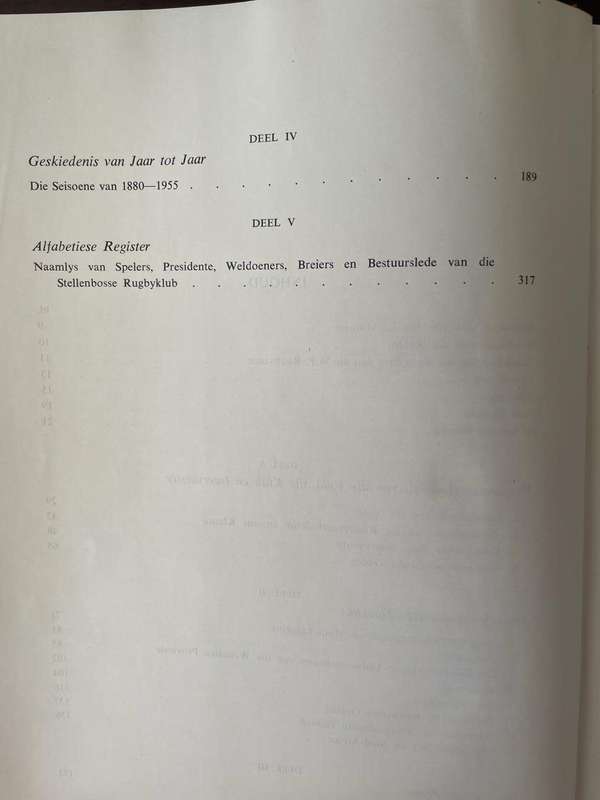 DEEL IV
Geskiedenis van Jaar tot Jaar
Die Seisoene van 1880—1955 . . . . . . . . . . . . 189
DEEL V
Alfabetiese Register
Naamlys van Spelers, Presidente, Weldoeners, Breiers en Bestuurslede van die
Stellenbosse Rugbyklub . . . . . . . . . . . . 317